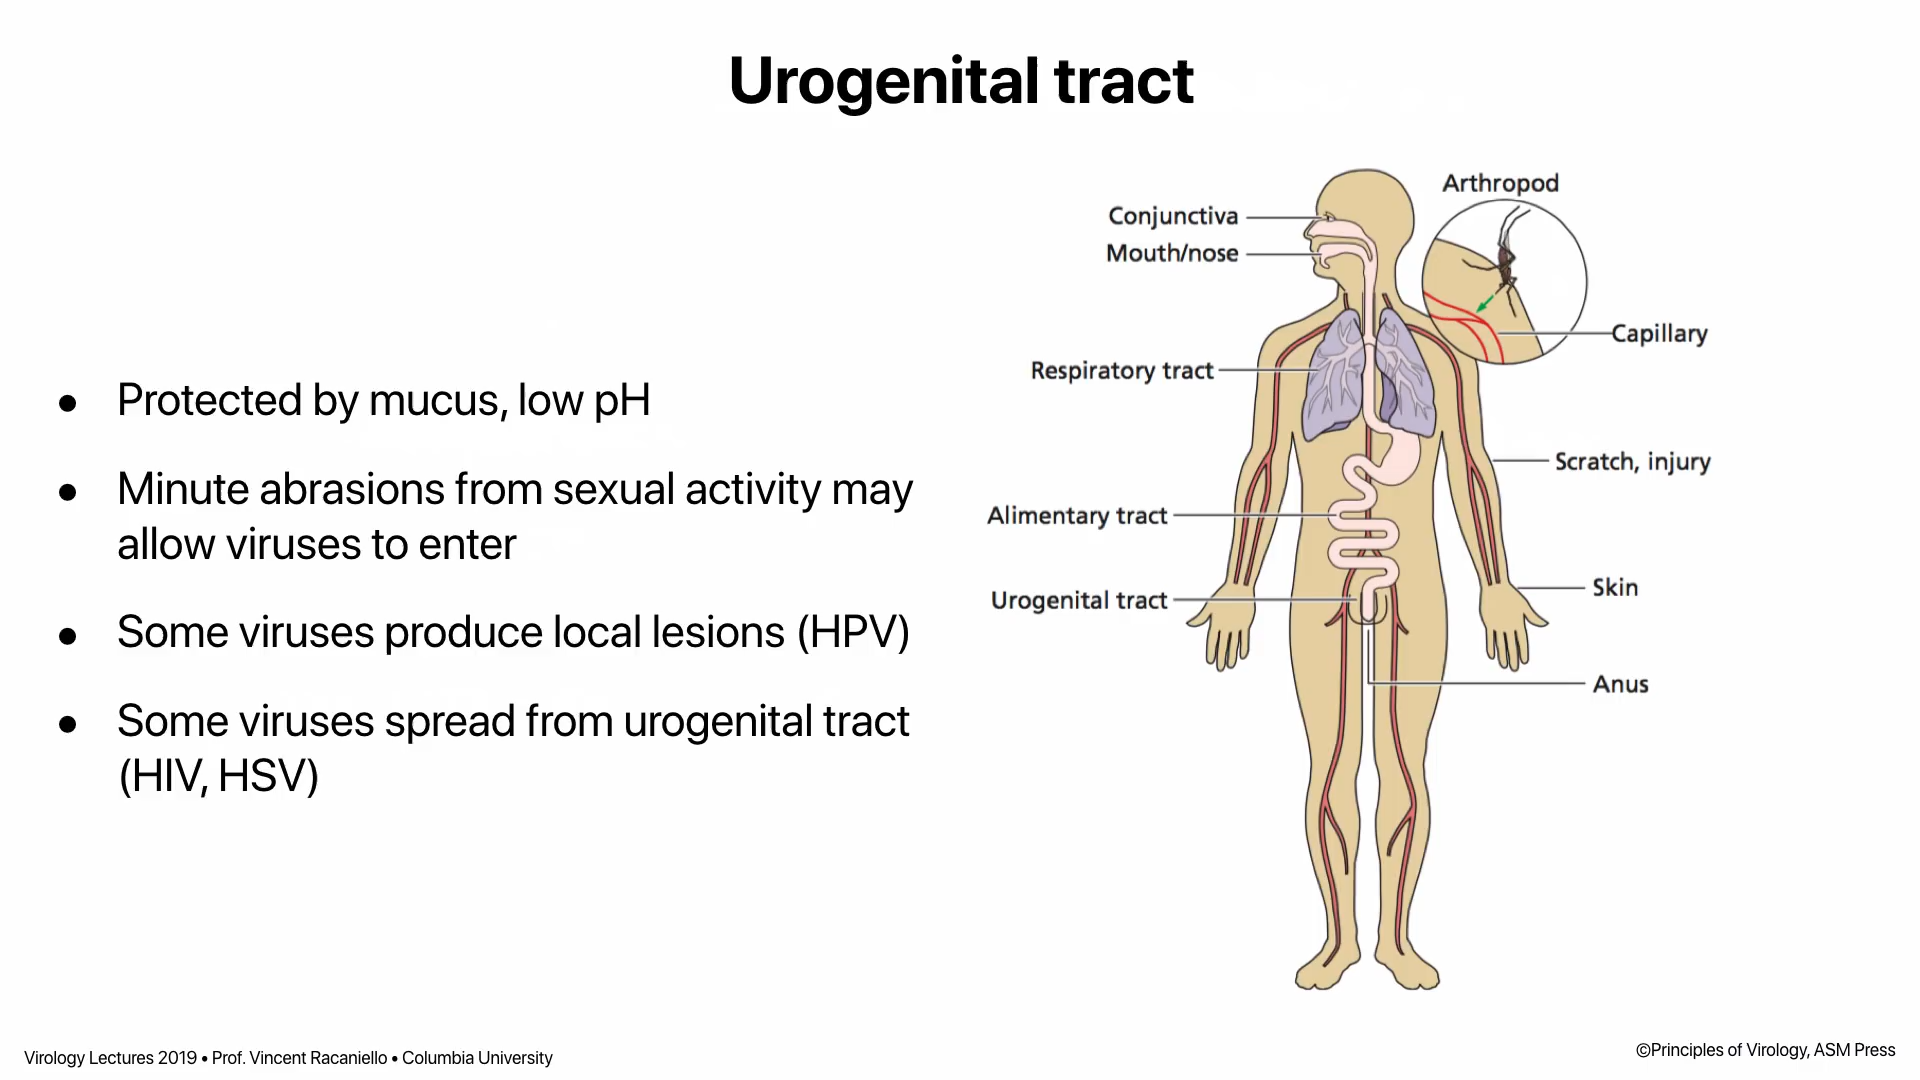 Urogenital tract
• Protected by mucus, low pH
• Minute abrasions from sexual activity may
allow viruses to enter
• Some viruses produce local lesions (HPV)
• Some viruses spread from urogenital tract
(HIV, HSV)
Arthropod
Conjunctiva
Mouth/nose
Capillary
Respiratory tract
Scratch, injury
Alimentary tract
Skin
Urogenital tract
Anus
Virology Lectures 2019 • Prof. Vincent Racaniello • Columbia University
©Principles of Virology, ASM Press